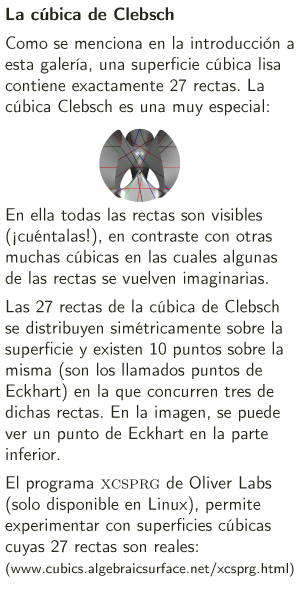 La cúbica de Clebsch
Como se menciona en la introducción a
esta galería, una superficie cúbica lisa
contiene exactamente 27 rectas. La
cúbica Clebsch es una muy especial:
En ella todas las rectas son visibles
(¡cuéntalas!), en contraste con otras
muchas cúbicas en las cuales algunas
de las rectas se vuelven imaginarias.
Las 27 rectas de la cúbica de Clebsch
se distribuyen simétricamente sobre la
superficie y existen 10 puntos sobre la
misma (son los llamados puntos de
Eckhart) en la que concurren tres de
dichas rectas. En la imagen, se puede
ver un punto de Eckhart en la parte
inferior.
El programa XCSPRG de Oliver Labs
(solo disponible en Linux), permite
experimentar con superficies cúbicas
cuyas 27 rectas son reales:
(www.cubics.algebraicsurface.net/xcsprg.html)